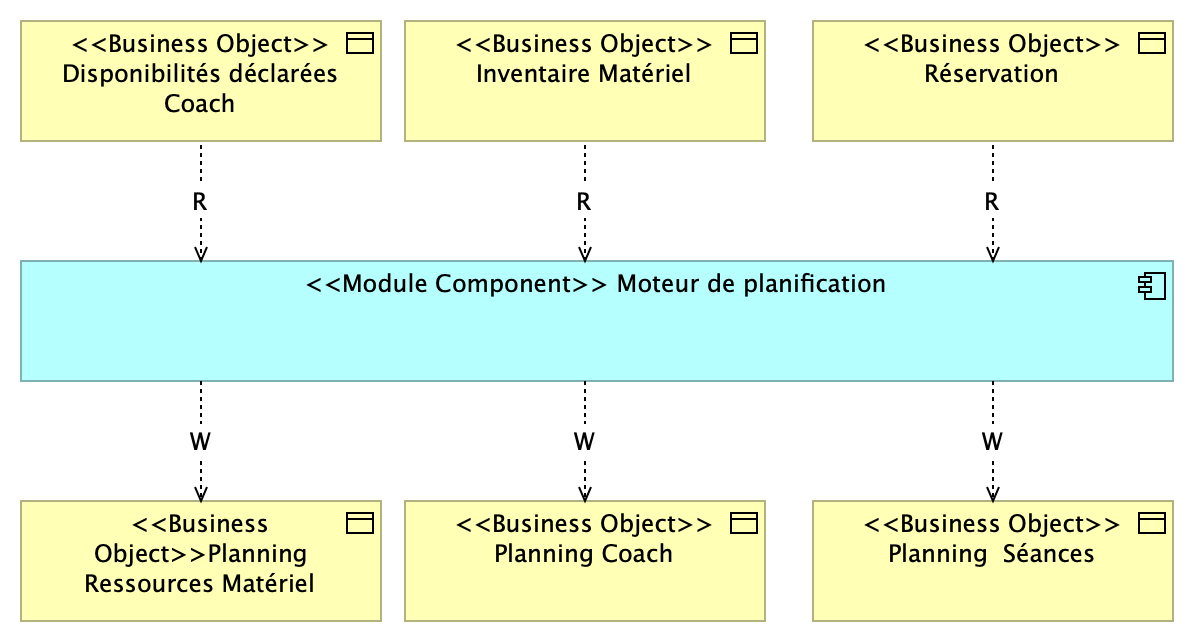 <<Business Object>>
Disponibilités déclarées
Coach
<<Business Object>>
Inventaire Matériel
<<Business Object>>
Réservation
R
R
R
<<Module Component>> Moteur de planification
W
W
W
<<Business
Object>>Planning
Ressources Matériel
<<Business Object>>
Planning Coach
<<Business Object>>
Planning  Séances